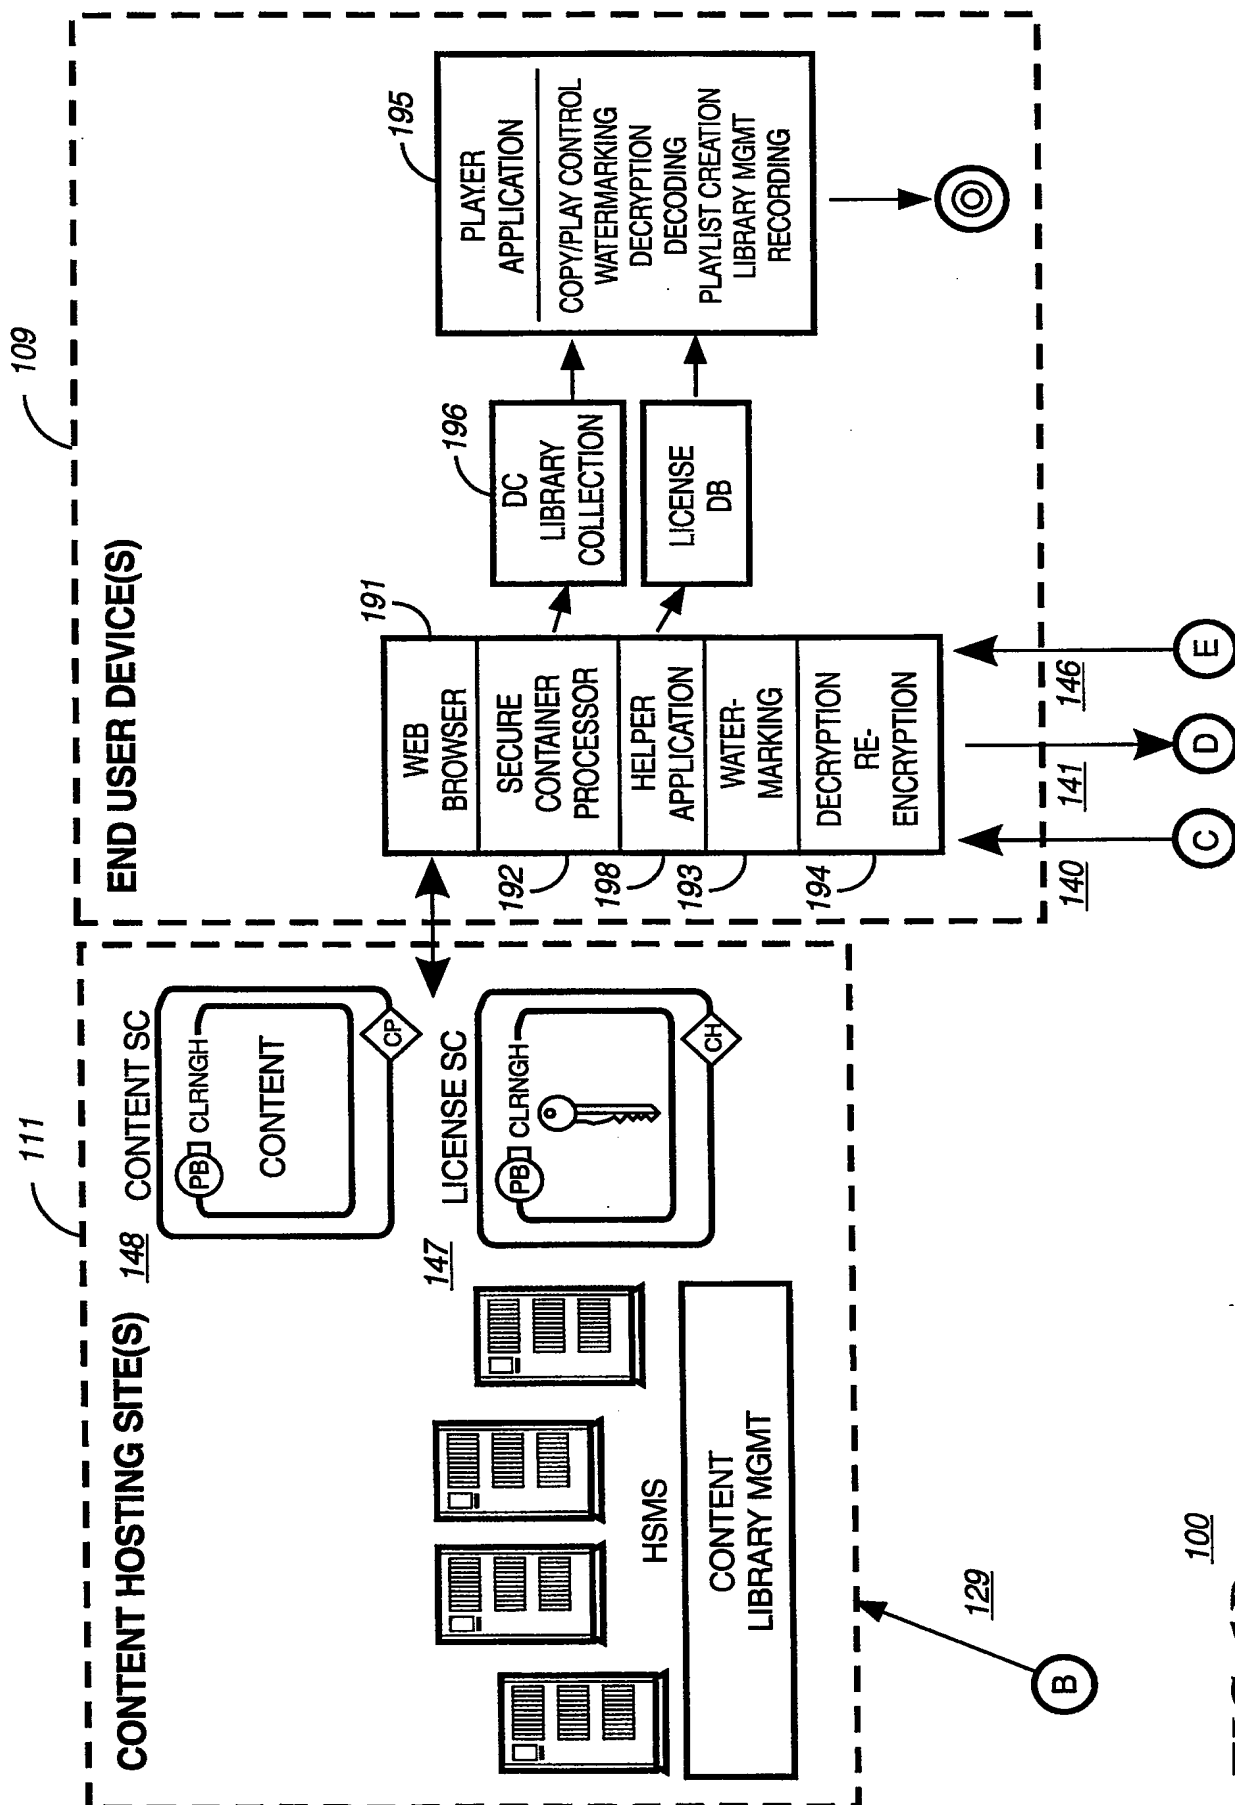 109
END USER DEVICE(S)
WEB
BROWSER
191
SECURE
CONTAINER
PROCESSOR
192
HELPER
APPLICATION
198
WATER-
MARKING
193
DECRYPTION
RE-
ENCRYPTION
194
DC
LIBRARY
COLLECTION
196
LICENSE
DB
PLAYER
APPLICATION
195
COPY/PLAY CONTROL
WATERMARKING
DECRYPTION
DECODING
PLAYLIST CREATION
LIBRARY MGMT
RECORDING
140
141
146
C
D
E
111
CONTENT HOSTING SITE(S)
148
CONTENT SC
PB CLRNGH
CONTENT
CP
147
LICENSE SC
PB CLRNGH
CH
HSMS
CONTENT
LIBRARY MGMT
129
B
100